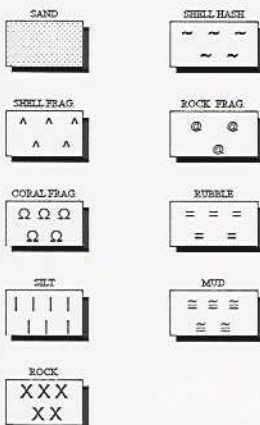 SAND
SHELL HASH
~ ~ ~
~ ~
SHELL FRAG.
^ ^ ^
^ ^
ROCK FRAG.
@ @
@
CORAL FRAG.
Ω Ω Ω
Ω Ω
RUBBLE
= = =
= =
SILT
| | | |
| | |
MUD
≅ ≅ ≅
≅ ≅
ROCK
X X X
X X